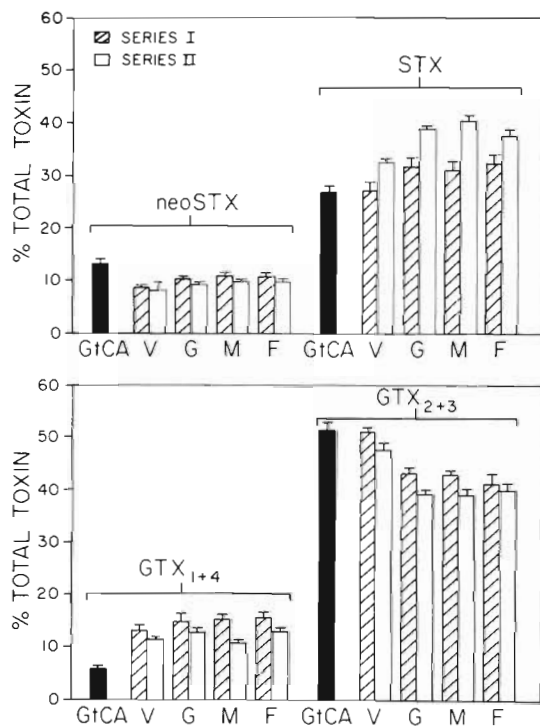 60
50
40
30
20
10
0
% TOTAL TOXIN
SERIES I
SERIES II
STX
neoSTX
GtCA V G M F GtCA V G M F
60
50
40
30
20
10
0
% TOTAL TOXIN
GTX2+3
GTX1+4
GtCA V G M F GtCA V G M F